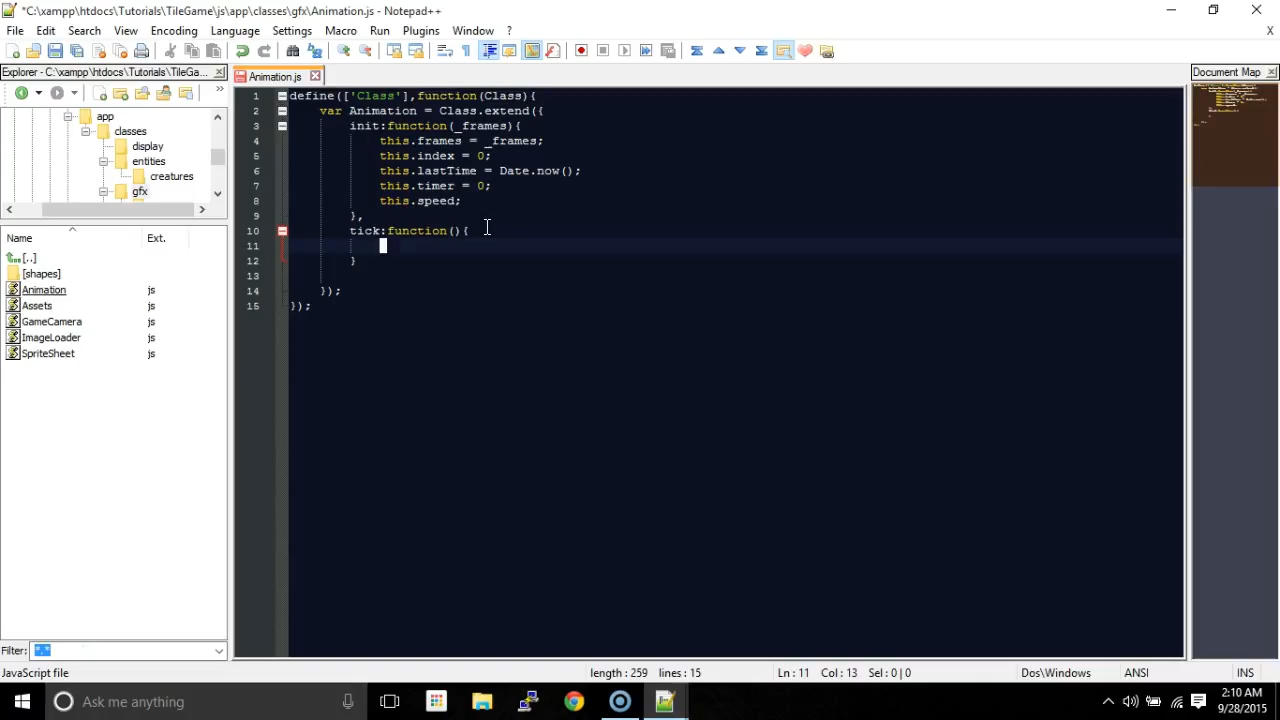 *C:\xampp\htdocs\Tutorials\TileGame\js\app\classes\gfx\Animation.js - Notepad++
File Edit Search View Encoding Language Settings Macro Run Plugins Window ? X
Explorer - C:\xampp\htdocs\Tutorials\TileGa...
Animation.js
Document Map
app
classes
display
entities
creatures
gfx
Name Ext.
[..]
[shapes]
Animation js
Assets js
GameCamera js
ImageLoader js
SpriteSheet js
Filter: *.*
1 define(['Class'],function(Class){
2 var Animation = Class.extend({
3 init:function(_frames){
4 this.frames = _frames;
5 this.index = 0;
6 this.lastTime = Date.now();
7 this.timer = 0;
8 this.speed;
9 },
10 tick:function(){
11
12 }
13
14 });
15 });
JavaScript file length : 259 lines : 15 Ln : 11 Col : 13 Sel : 0 | 0 Dos\Windows ANSI INS
Ask me anything
2:10 AM
9/28/2015